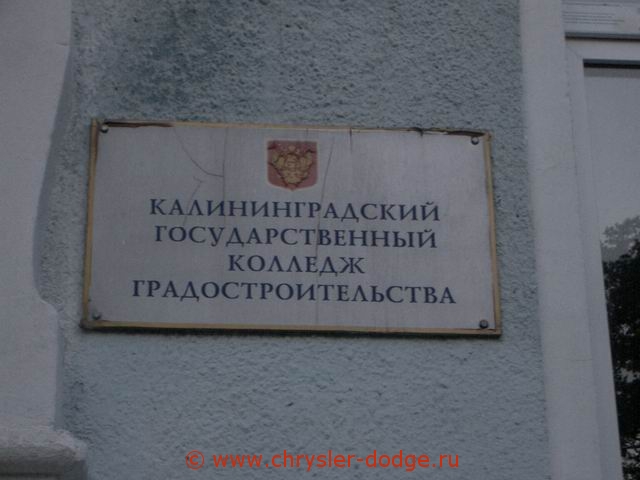 КАЛИНИНГРАДСКИЙ
ГОСУДАРСТВЕННЫЙ
КОЛЛЕДЖ
ГРАДОСТРОИТЕЛЬСТВА
© www.chrysler-dodge.ru